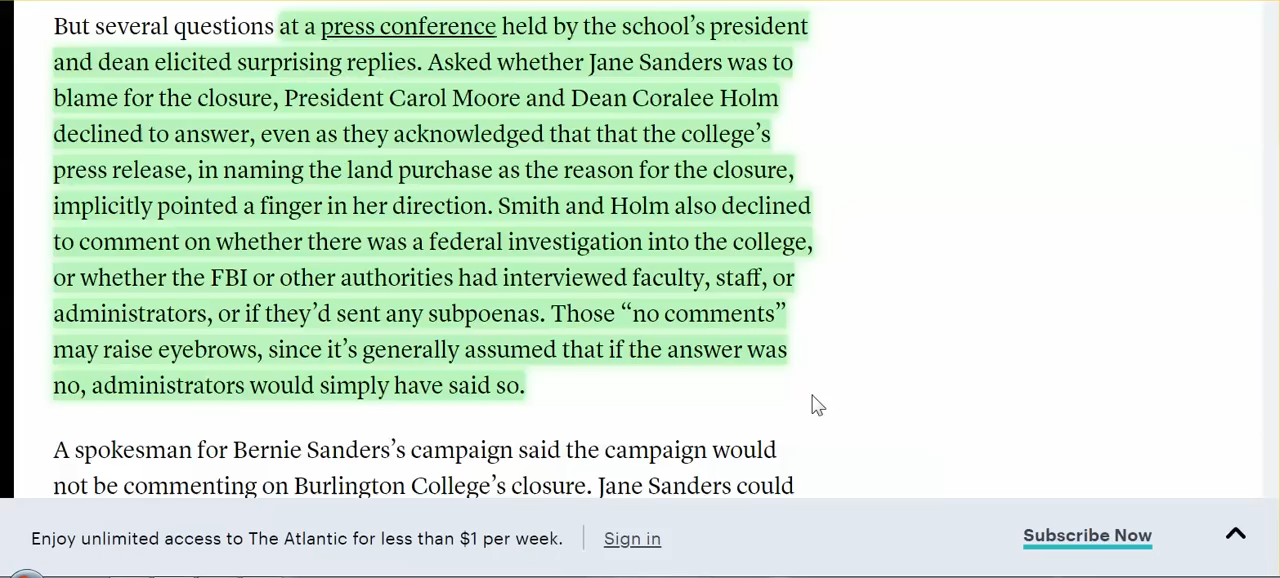 But several questions at a press conference held by the school’s president
and dean elicited surprising replies. Asked whether Jane Sanders was to
blame for the closure, President Carol Moore and Dean Coralee Holm
declined to answer, even as they acknowledged that that the college’s
press release, in naming the land purchase as the reason for the closure,
implicitly pointed a finger in her direction. Smith and Holm also declined
to comment on whether there was a federal investigation into the college,
or whether the FBI or other authorities had interviewed faculty, staff, or
administrators, or if they’d sent any subpoenas. Those “no comments”
may raise eyebrows, since it’s generally assumed that if the answer was
no, administrators would simply have said so.
A spokesman for Bernie Sanders’s campaign said the campaign would
not be commenting on Burlington College’s closure. Jane Sanders could
Enjoy unlimited access to The Atlantic for less than $1 per week.
Sign in
Subscribe Now